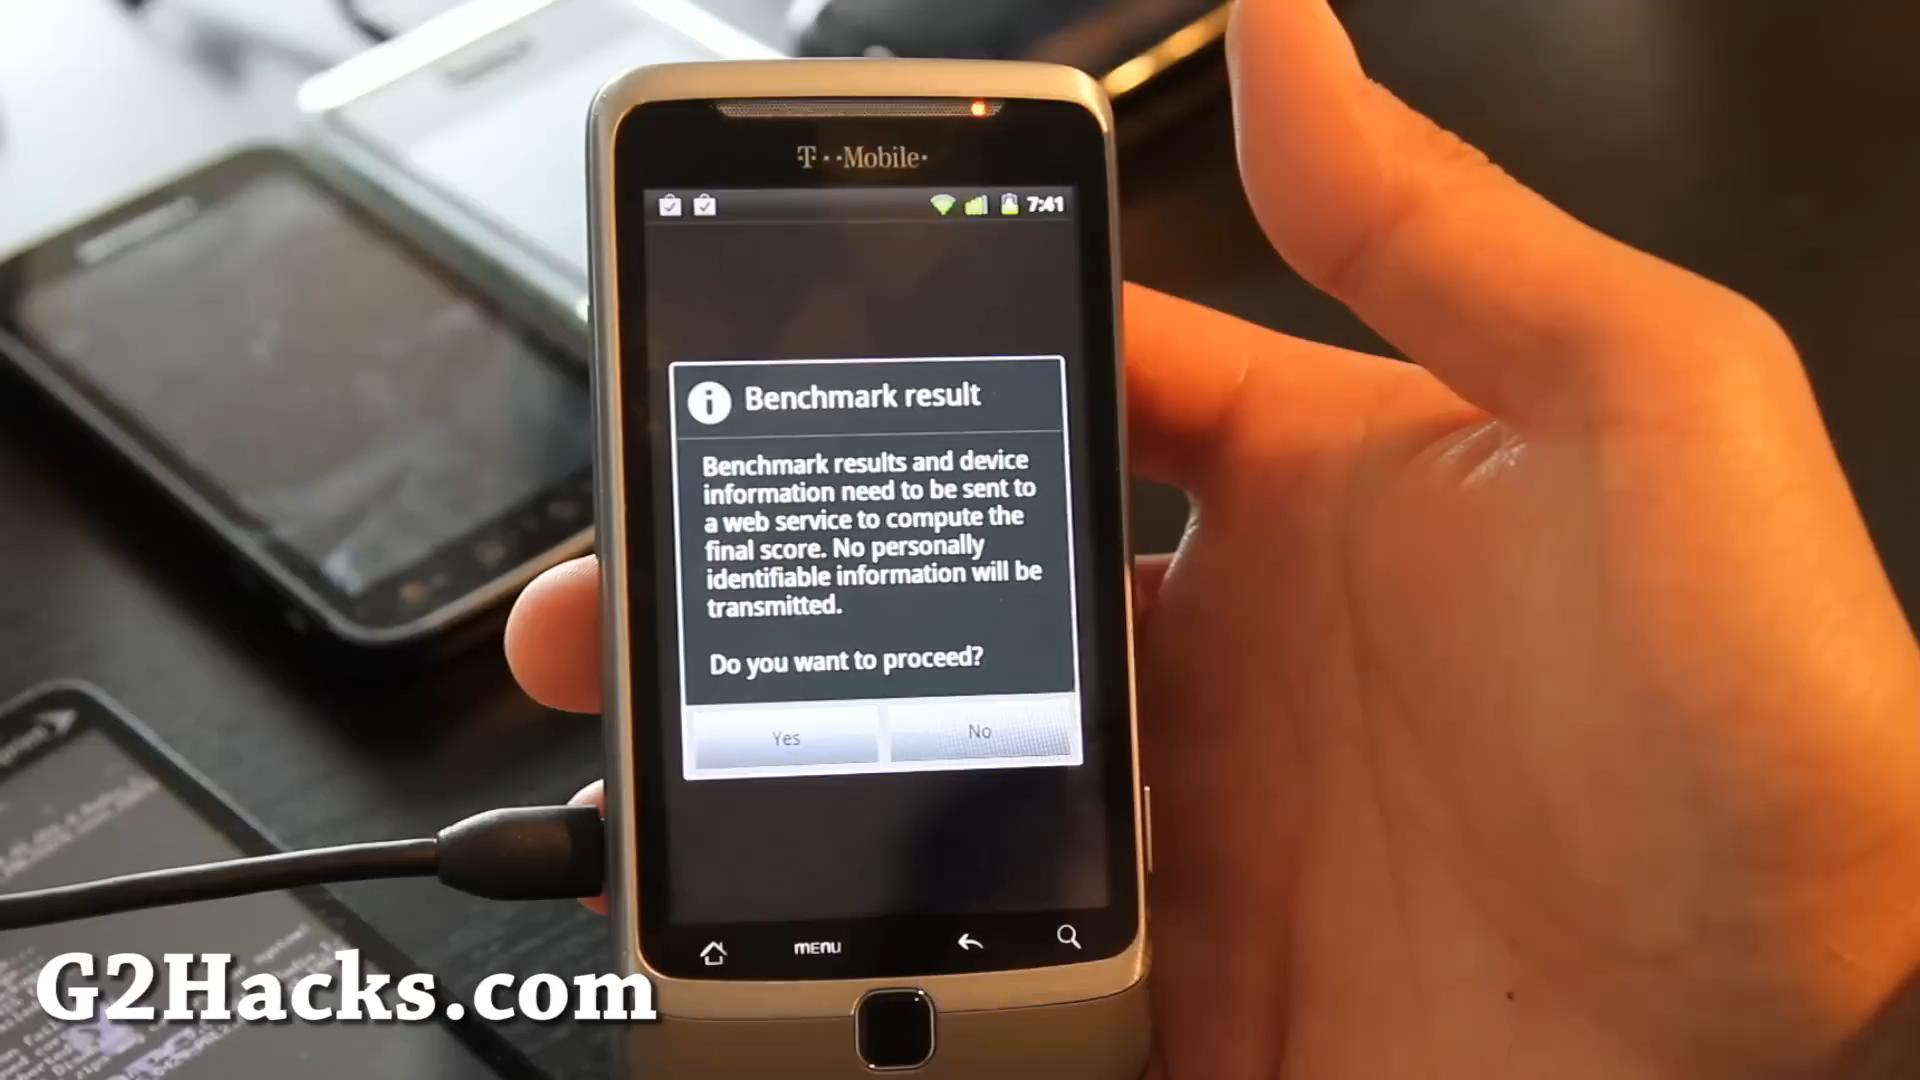 T··Mobile·
7:41
Benchmark result
Benchmark results and device
information need to be sent to
a web service to compute the
final score. No personally
identifiable information will be
transmitted.
Do you want to proceed?
Yes No
MENU
G2Hacks.com